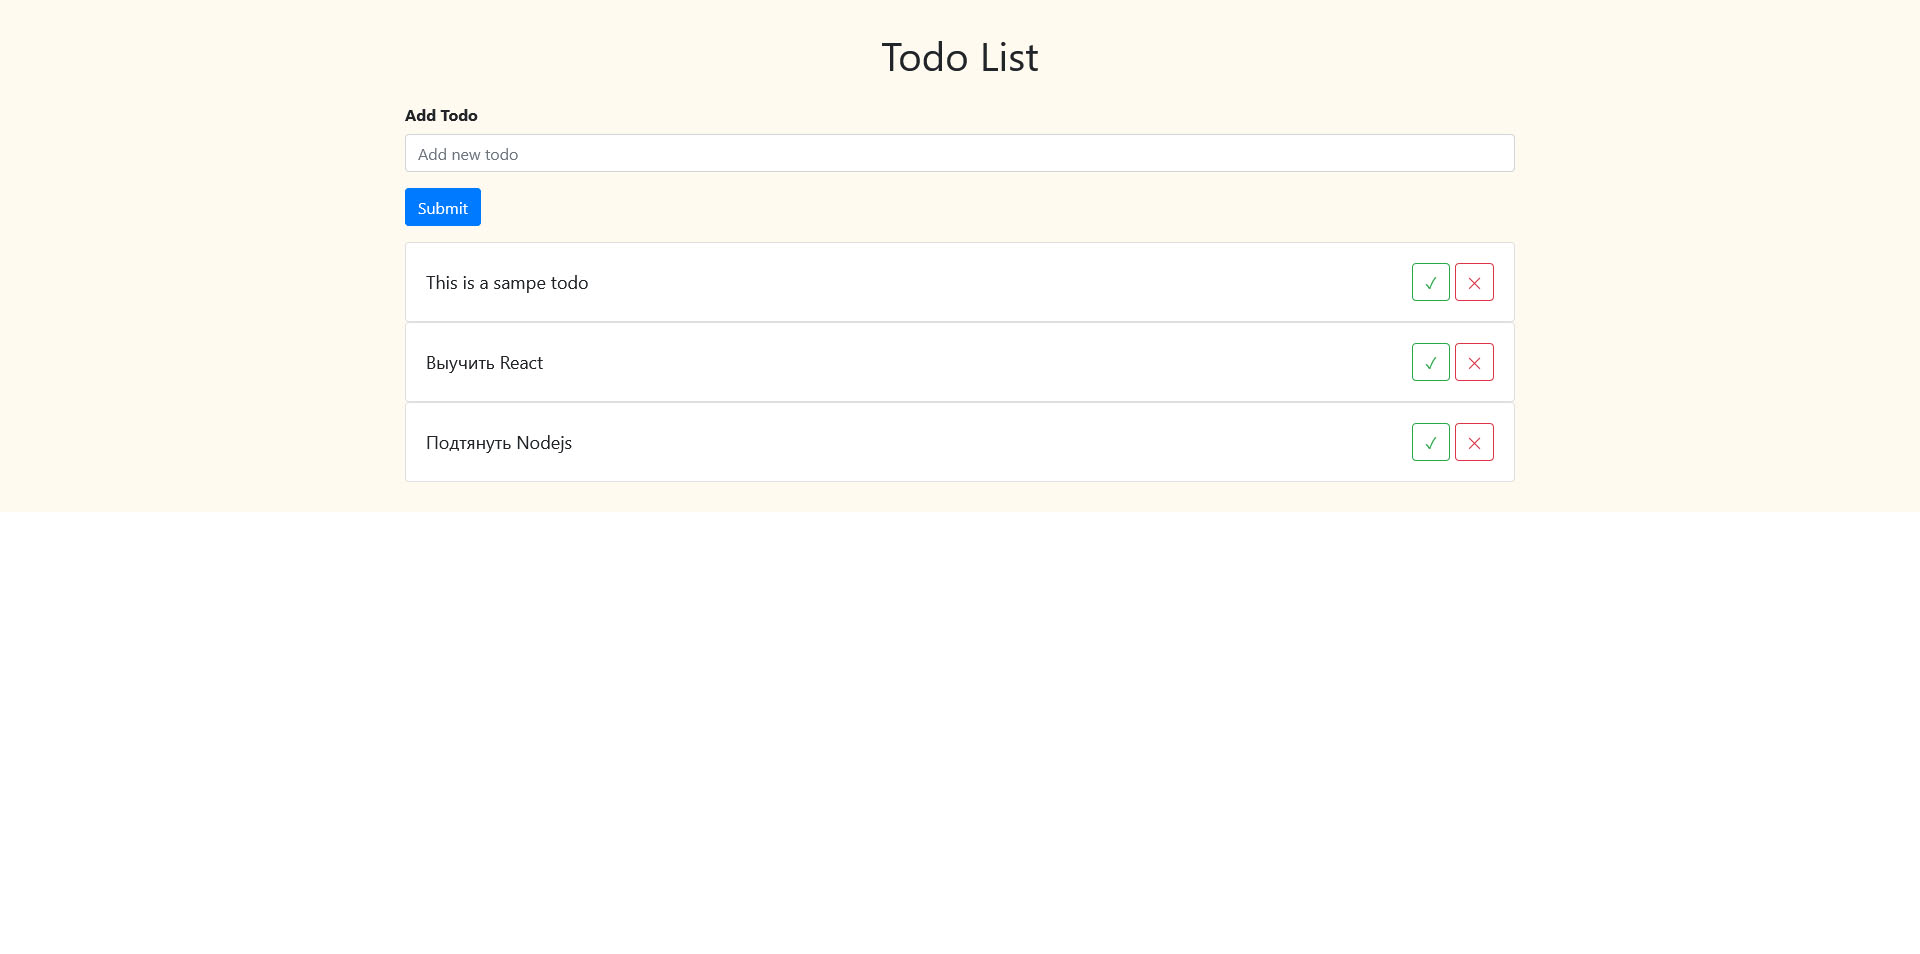 Todo List
Add Todo
Add new todo
Submit
This is a sampe todo
✓ ×
Выучить React
✓ ×
Подтянуть Nodejs
✓ ×